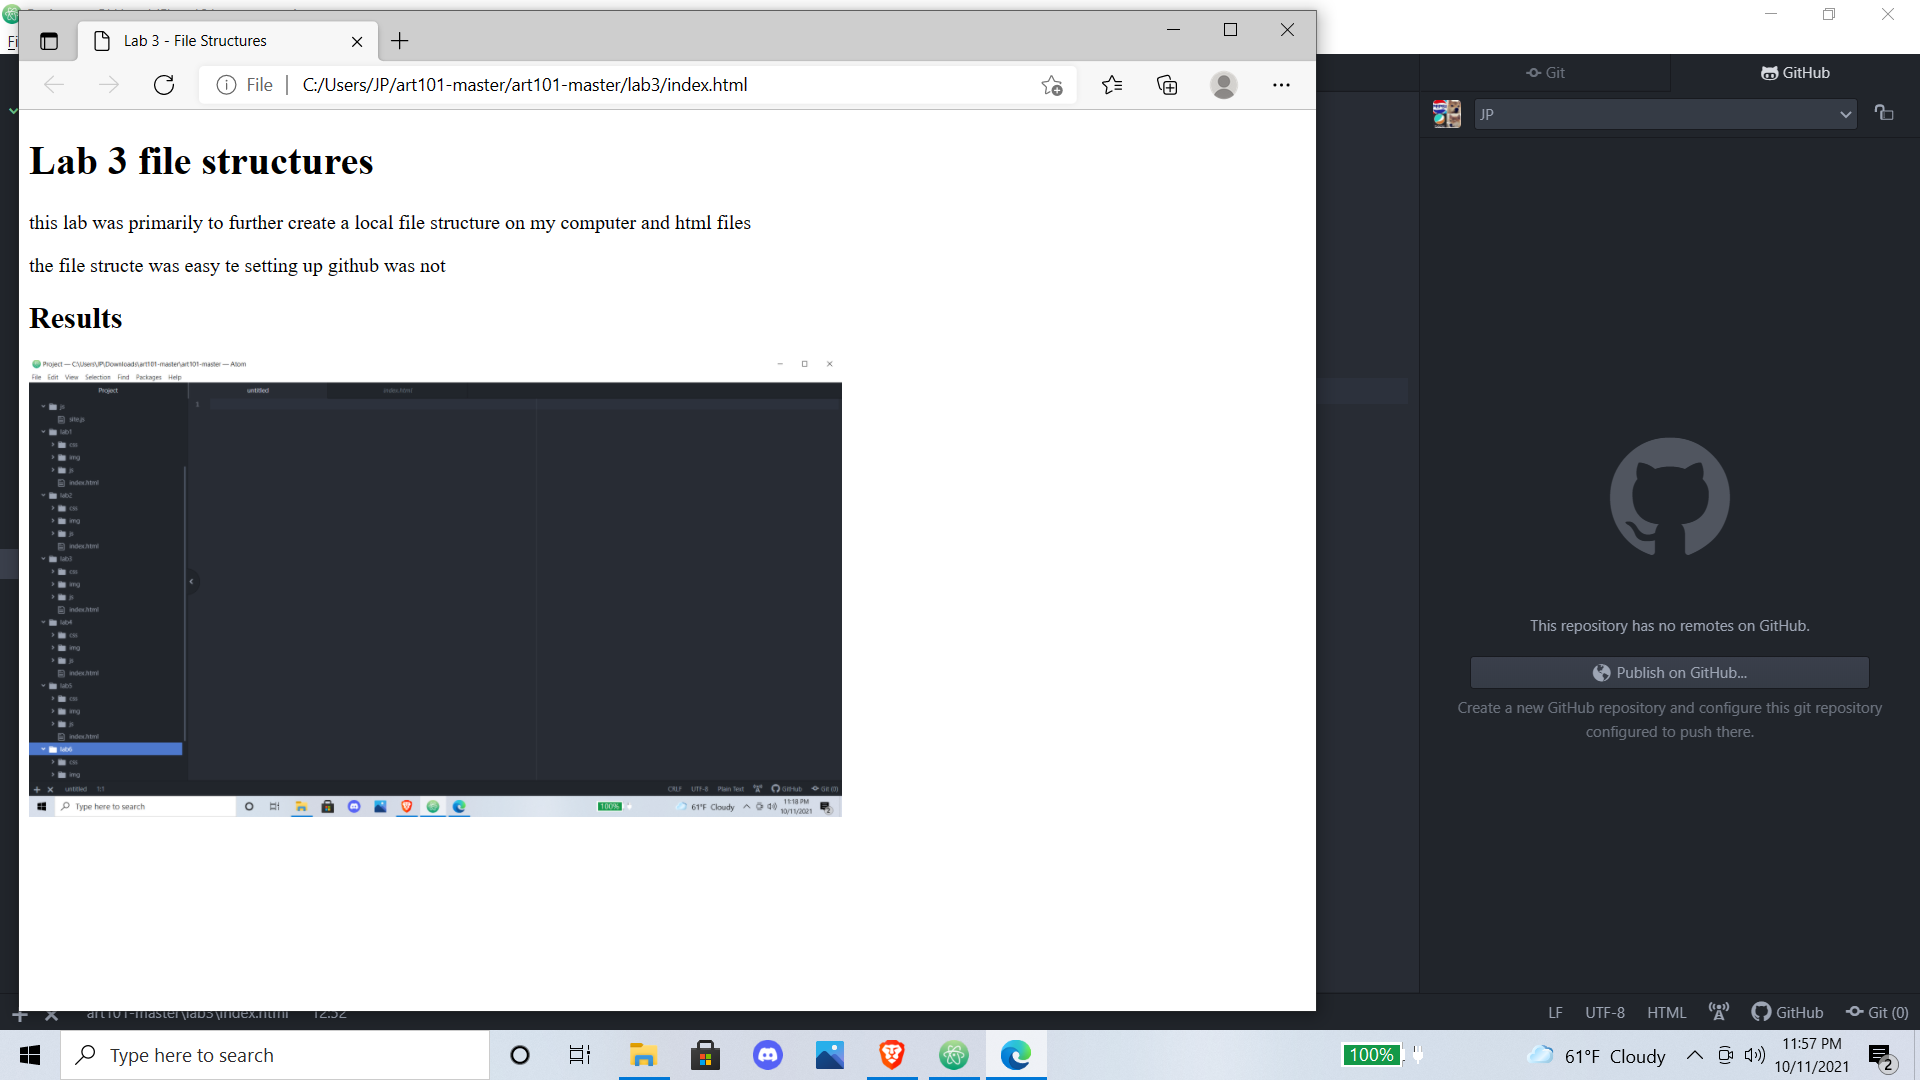 Lab 3 - File Structures
File
C:/Users/JP/art101-master/art101-master/lab3/index.html
Lab 3 file structures
this lab was primarily to further create a local file structure on my computer and html files
the file structe was easy te setting up github was not
Results
Project — C:\Users\JP\Downloads\art101-master\art101-master — Atom
File Edit View Selection Find Packages Help
Project
untitled
index.html
1
js
site.js
lab1
css
img
js
index.html
lab2
css
img
js
index.html
lab3
css
img
js
index.html
lab4
css
img
js
index.html
lab5
css
img
js
index.html
lab6
css
img
untitled 1:1
CRLF UTF-8 Plain Text GitHub Git (0)
Type here to search
100%
61°F Cloudy
11:18 PM
10/11/2021
2
Git
GitHub
JP
This repository has no remotes on GitHub.
Publish on GitHub...
Create a new GitHub repository and configure this git repository
configured to push there.
art101-master\lab3\index.html 12:52
LF UTF-8 HTML GitHub Git (0)
Type here to search
100%
61°F Cloudy
11:57 PM
10/11/2021
2